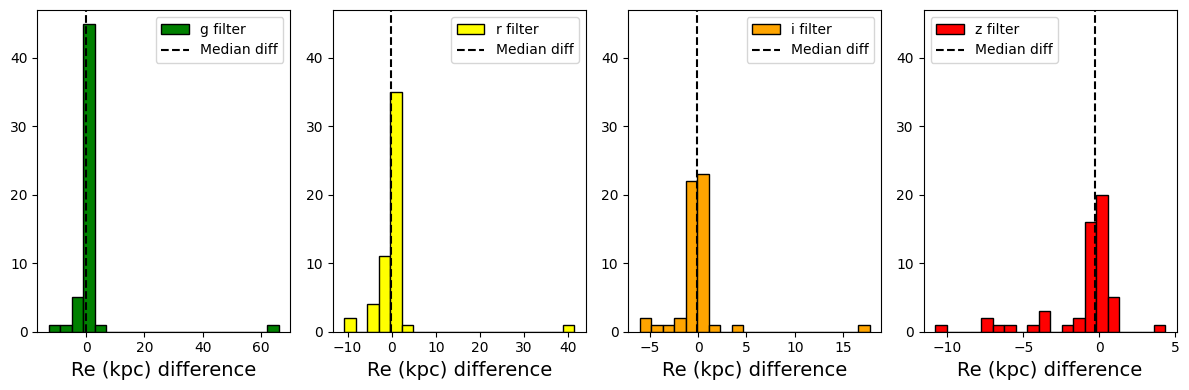 g filter
Median diff
40
30
20
10
0
0 20 40 60
Re (kpc) difference
r filter
Median diff
40
30
20
10
0
−10 0 10 20 30 40
Re (kpc) difference
i filter
Median diff
40
30
20
10
0
−5 0 5 10 15
Re (kpc) difference
z filter
Median diff
40
30
20
10
0
−10 −5 0 5
Re (kpc) difference